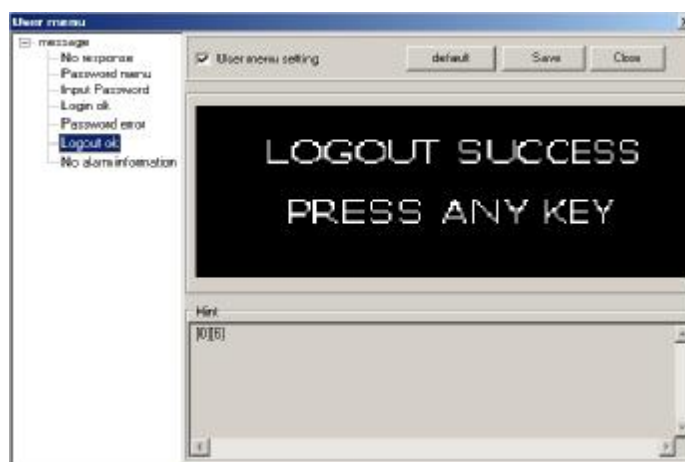 User menu
message
No response
Password menu
Input Password
Login ok
Password error
Logout ok
No alarm information
User menu setting
default
Save
Close
LOGOUT SUCCESS
PRESS ANY KEY
Hint
[0][6]